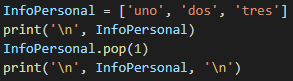 InfoPersonal = ['uno', 'dos', 'tres']
print('\n', InfoPersonal)
InfoPersonal.pop(1)
print('\n', InfoPersonal, '\n')